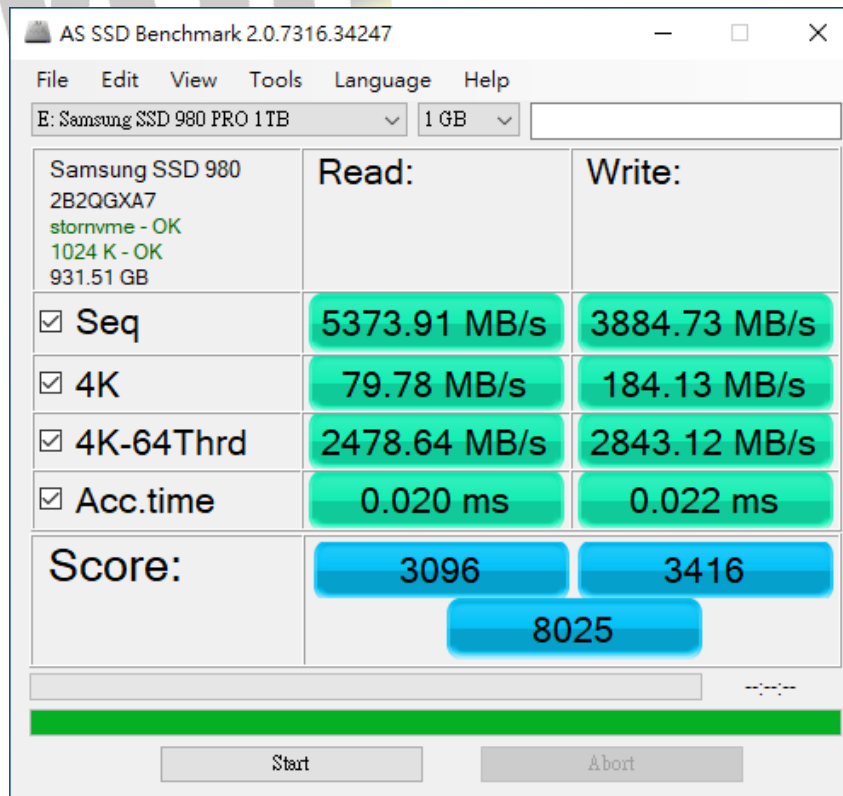 AS SSD Benchmark 2.0.7316.34247
File Edit View Tools Language Help
E: Samsung SSD 980 PRO 1TB 1 GB
Samsung SSD 980
2B2QGXA7
stornvme - OK
1024 K - OK
931.51 GB
Read: Write:
Seq 5373.91 MB/s 3884.73 MB/s
4K 79.78 MB/s 184.13 MB/s
4K-64Thrd 2478.64 MB/s 2843.12 MB/s
Acc.time 0.020 ms 0.022 ms
Score: 3096 3416
8025
--:--:--
Start Abort